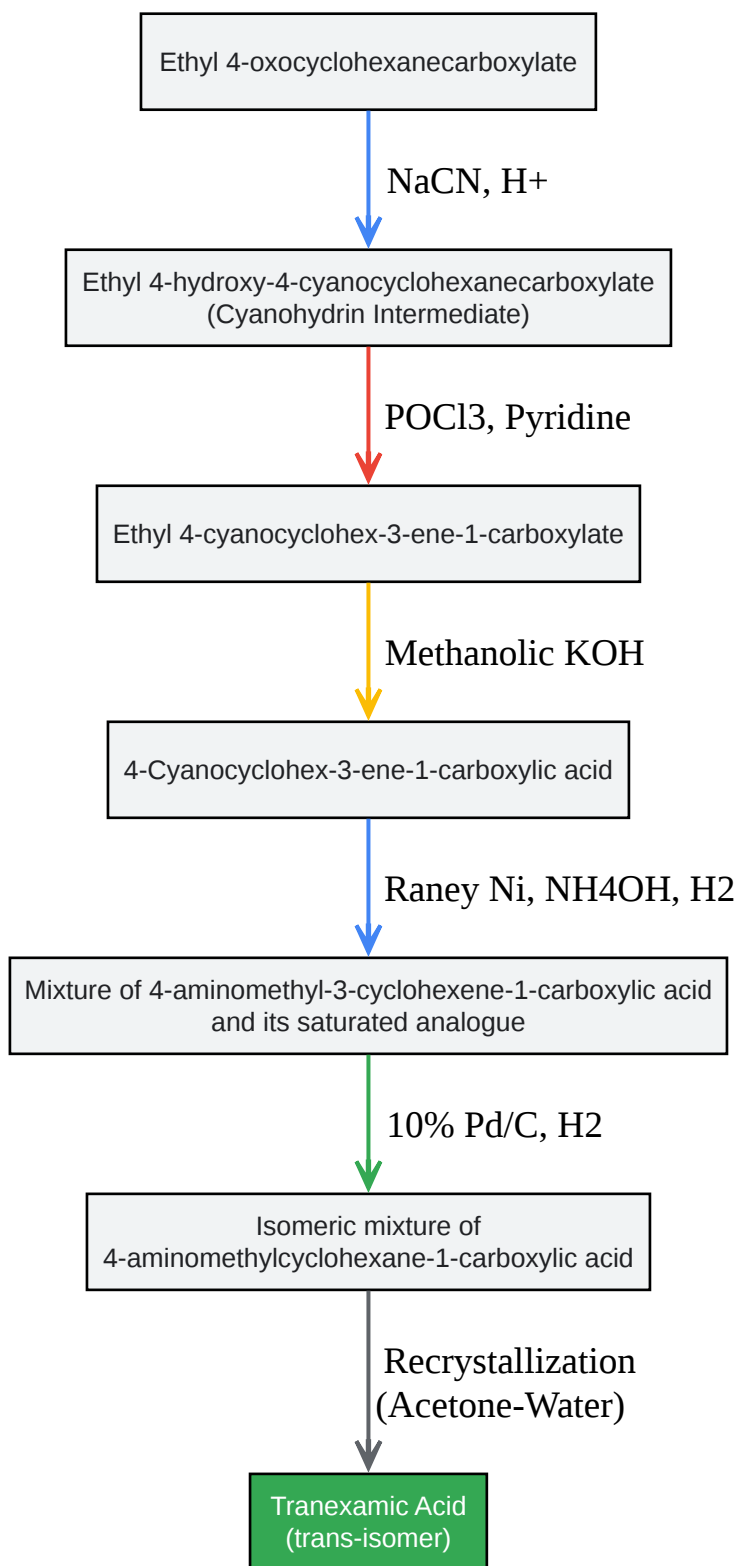 Ethyl 4-oxocyclohexanecarboxylate
NaCN, H+
Ethyl 4-hydroxy-4-cyanocyclohexanecarboxylate
(Cyanohydrin Intermediate)
POCl3, Pyridine
Ethyl 4-cyanocyclohex-3-ene-1-carboxylate
Methanolic KOH
4-Cyanocyclohex-3-ene-1-carboxylic acid
Raney Ni, NH4OH, H2
Mixture of 4-aminomethyl-3-cyclohexene-1-carboxylic acid
and its saturated analogue
10% Pd/C, H2
Isomeric mixture of
4-aminomethylcyclohexane-1-carboxylic acid
Recrystallization
(Acetone-Water)
Tranexamic Acid
(trans-isomer)